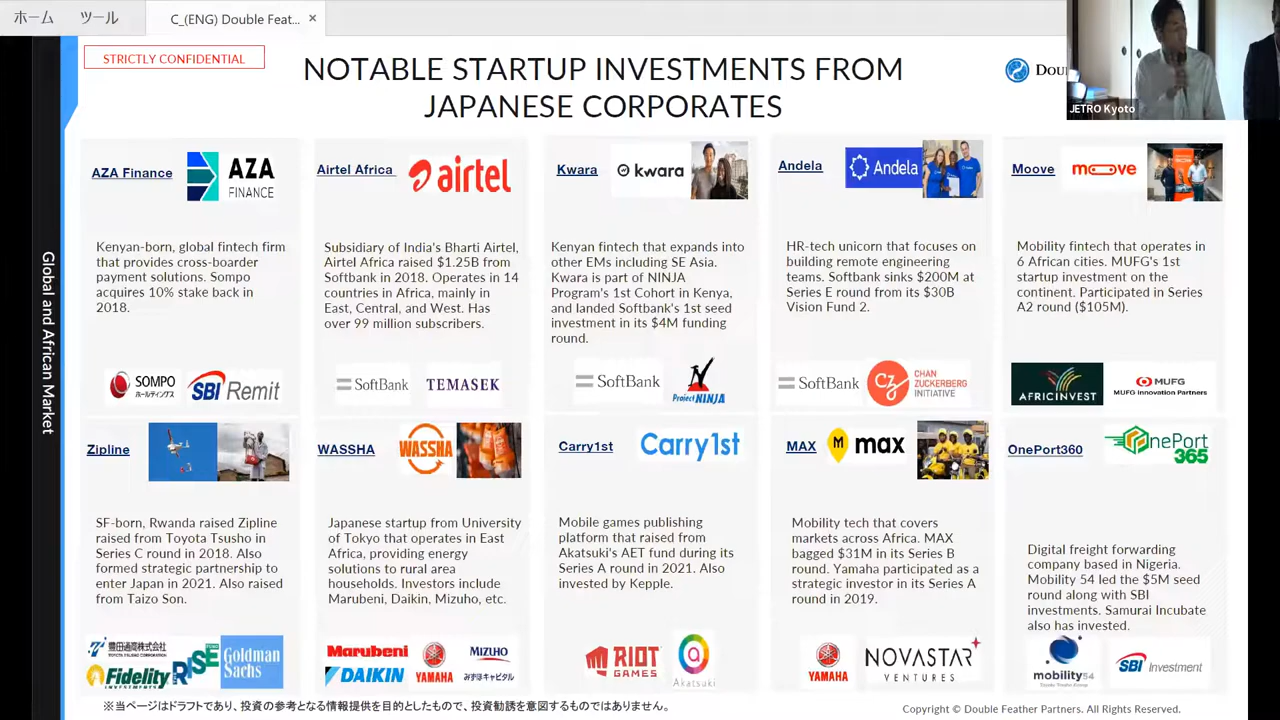 ホーム ツール C_(ENG) Double Feat... ×
STRICTLY CONFIDENTIAL
NOTABLE STARTUP INVESTMENTS FROM
JAPANESE CORPORATES
JETRO Kyoto
Global and African Market
AZA Finance
AZA
FINANCE
Kenyan-born, global fintech firm
that provides cross-boarder
payment solutions. Sompo
acquires 10% stake back in
2018.
SOMPO
ホールディングス
SBI Remit
Airtel Africa
airtel
Subsidiary of India's Bharti Airtel,
Airtel Africa raised $1.25B from
Softbank in 2018. Operates in 14
countries in Africa, mainly in
East, Central, and West. Has
over 99 million subscribers.
SoftBank
TEMASEK
Kwara
kwara
Kenyan fintech that expands into
other EMs including SE Asia.
Kwara is part of NINJA
Program's 1st Cohort in Kenya,
and landed Softbank's 1st seed
investment in its $4M funding
round.
SoftBank
Project NINJA
Andela
Andela
HR-tech unicorn that focuses on
building remote engineering
teams. Softbank sinks $200M at
Series E round from its $30B
Vision Fund 2.
SoftBank
CZ
CHAN
ZUCKERBERG
INITIATIVE
Moove
moove
Mobility fintech that operates in
6 African cities. MUFG's 1st
startup investment on the
continent. Participated in Series
A2 round ($105M).
AFRICINVEST
MUFG
MUFG Innovation Partners
Zipline
SF-born, Rwanda raised Zipline
raised from Toyota Tsusho in
Series C round in 2018. Also
formed strategic partnership to
enter Japan in 2021. Also raised
from Taizo Son.
豊田通商株式会社
TOYOTA TSUSHO CORPORATION
Fidelity
INVESTMENTS
RISE
FUND
Goldman
Sachs
WASSHA
WASSHA
Japanese startup from University
of Tokyo that operates in East
Africa, providing energy
solutions to rural area
households. Investors include
Marubeni, Daikin, Mizuho, etc.
Marubeni
DAIKIN
YAMAHA
MIZUHO
みずほキャピタル
Carry1st
Carry1st
Mobile games publishing
platform that raised from
Akatsuki's AET fund during its
Series A round in 2021. Also
invested by Kepple.
RIOT
GAMES
Akatsuki
MAX
M max
Mobility tech that covers
markets across Africa. MAX
bagged $31M in its Series B
round. Yamaha participated as a
strategic investor in its Series A
round in 2019.
YAMAHA
NOVASTAR
VENTURES
OnePort360
OnePort
365
Digital freight forwarding
company based in Nigeria.
Mobility 54 led the $5M seed
round along with SBI
investments. Samurai Incubate
also has invested.
mobility54
SBI Investment
※当ページはドラフトであり、投資の参考となる情報提供を目的としたもので、投資勧誘を意図するものではありません。
Copyright © Double Feather Partners. All Rights Reserved.